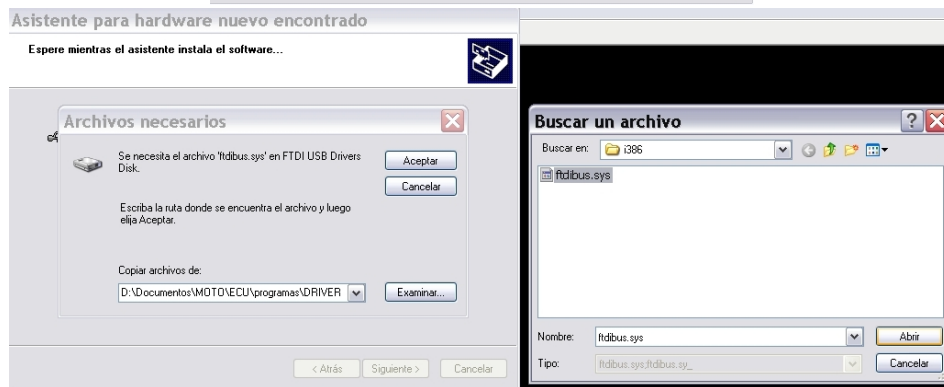 Asistente para hardware nuevo encontrado
Espere mientras el asistente instala el software...
Archivos necesarios
Se necesita el archivo 'ftdibus.sys' en FTDI USB Drivers
Disk.
Aceptar
Cancelar
Escriba la ruta donde se encuentra el archivo y luego
elija Aceptar.
Copiar archivos de:
D:\Documentos\MOTO\ECU\programas\DRIVER
Examinar...
< Atrás
Siguiente >
Cancelar
Buscar un archivo
Buscar en:
i386
ftdibus.sys
Nombre:
ftdibus.sys
Abrir
Tipo:
ftdibus.sys;ftdibus.sy_
Cancelar